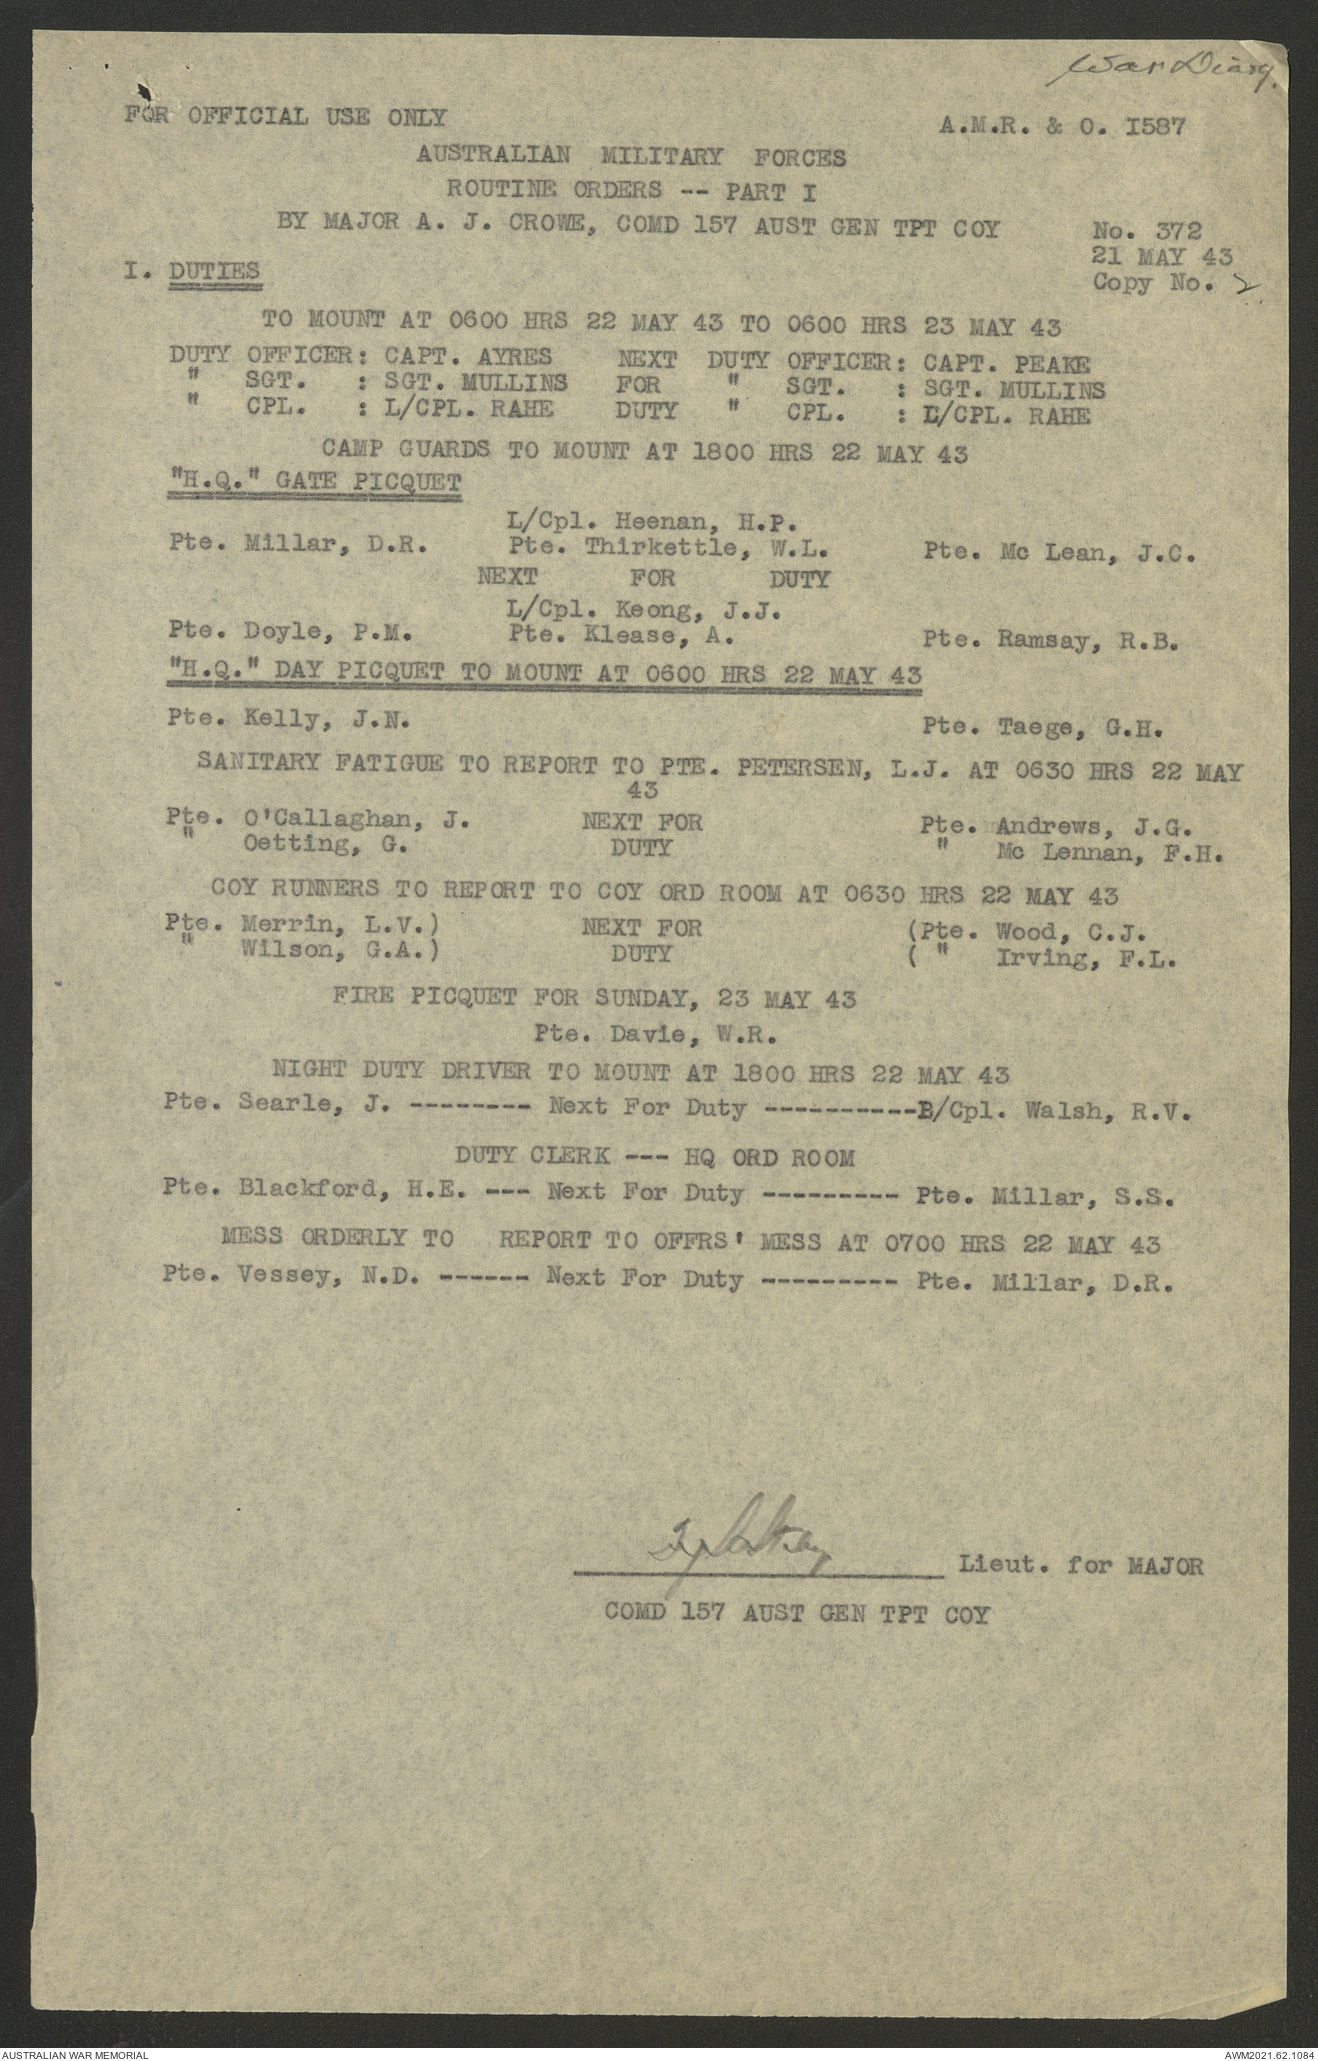 War Diary.
FOR OFFICIAL USE ONLY
A.M.R. & O. I587
AUSTRALIAN MILITARY FORCES
ROUTINE ORDERS -- PART I
BY MAJOR A. J. CROWE, COMD 157 AUST GEN TPT COY
No. 372
21 MAY 43
Copy No. 2
I. DUTIES
TO MOUNT AT 0600 HRS 22 MAY 43 TO 0600 HRS 23 MAY 43
DUTY OFFICER: CAPT. AYRES NEXT DUTY OFFICER: CAPT. PEAKE
" SGT. : SGT. MULLINS FOR " SGT. : SGT. MULLINS
" CPL. : L/CPL. RAHE DUTY " CPL. : L/CPL. RAHE
CAMP GUARDS TO MOUNT AT 1800 HRS 22 MAY 43
"H.Q." GATE PICQUET
L/Cpl. Heenan, H.P.
Pte. Millar, D.R. Pte. Thirkettle, W.L. Pte. Mc Lean, J.C.
NEXT FOR DUTY
L/Cpl. Keong, J.J.
Pte. Doyle, P.M. Pte. Klease, A. Pte. Ramsay, R.B.
"H.Q." DAY PICQUET TO MOUNT AT 0600 HRS 22 MAY 43
Pte. Kelly, J.N. Pte. Taege, G.H.
SANITARY FATIGUE TO REPORT TO PTE. PETERSEN, L.J. AT 0630 HRS 22 MAY
43
Pte. O'Callaghan, J. NEXT FOR Pte. Andrews, J.G.
" Oetting, G. DUTY " Mc Lennan, F.H.
COY RUNNERS TO REPORT TO COY ORD ROOM AT 0630 HRS 22 MAY 43
Pte. Merrin, L.V.) NEXT FOR (Pte. Wood, C.J.
" Wilson, G.A.) DUTY ( " Irving, F.L.
FIRE PICQUET FOR SUNDAY, 23 MAY 43
Pte. Davie, W.R.
NIGHT DUTY DRIVER TO MOUNT AT 1800 HRS 22 MAY 43
Pte. Searle, J. -------- Next For Duty ----------B/Cpl. Walsh, R.V.
DUTY CLERK --- HQ ORD ROOM
Pte. Blackford, H.E. --- Next For Duty --------- Pte. Millar, S.S.
MESS ORDERLY TO REPORT TO OFFRS' MESS AT 0700 HRS 22 MAY 43
Pte. Vessey, N.D. ------ Next For Duty --------- Pte. Millar, D.R.
Lieut. for MAJOR
COMD 157 AUST GEN TPT COY
AUSTRALIAN WAR MEMORIAL
AWM2021.62.1084